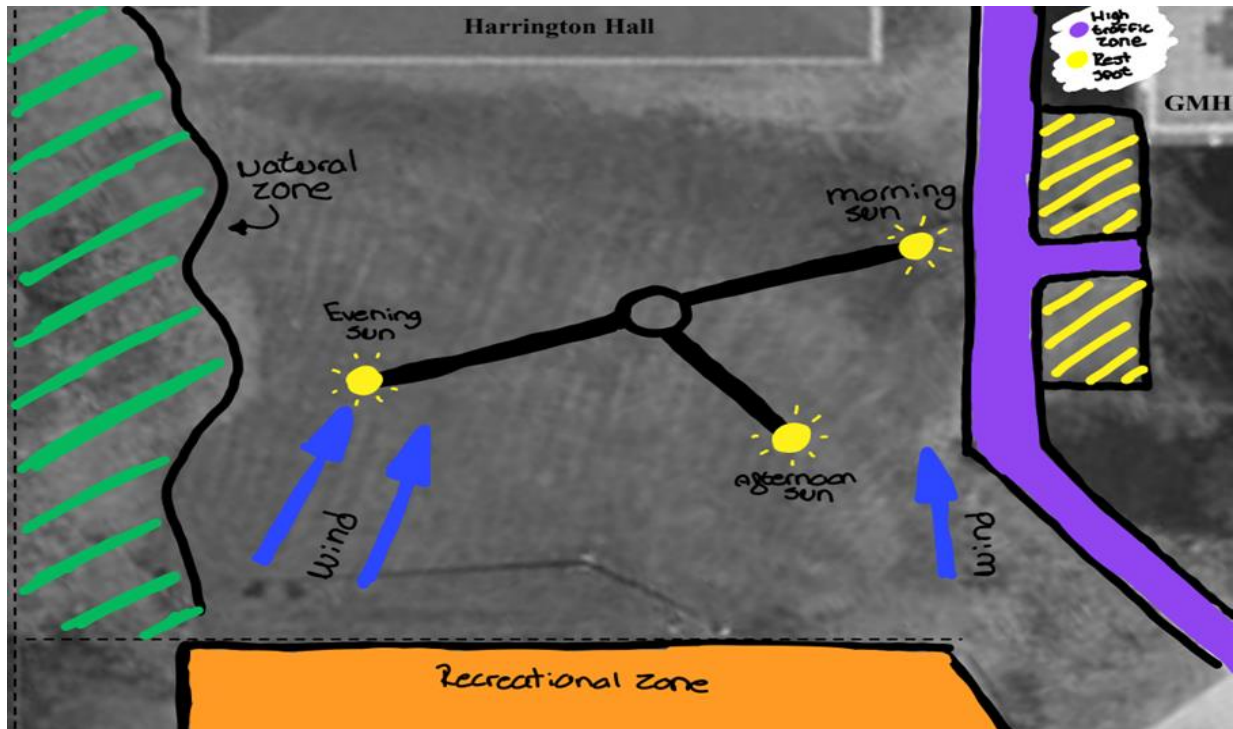 Harrington Hall
High
traffic
zone
Rest
spot
GMH
Natural
zone
morning
sun
Evening
sun
Afternoon
sun
Wind
Wind
Recreational zone